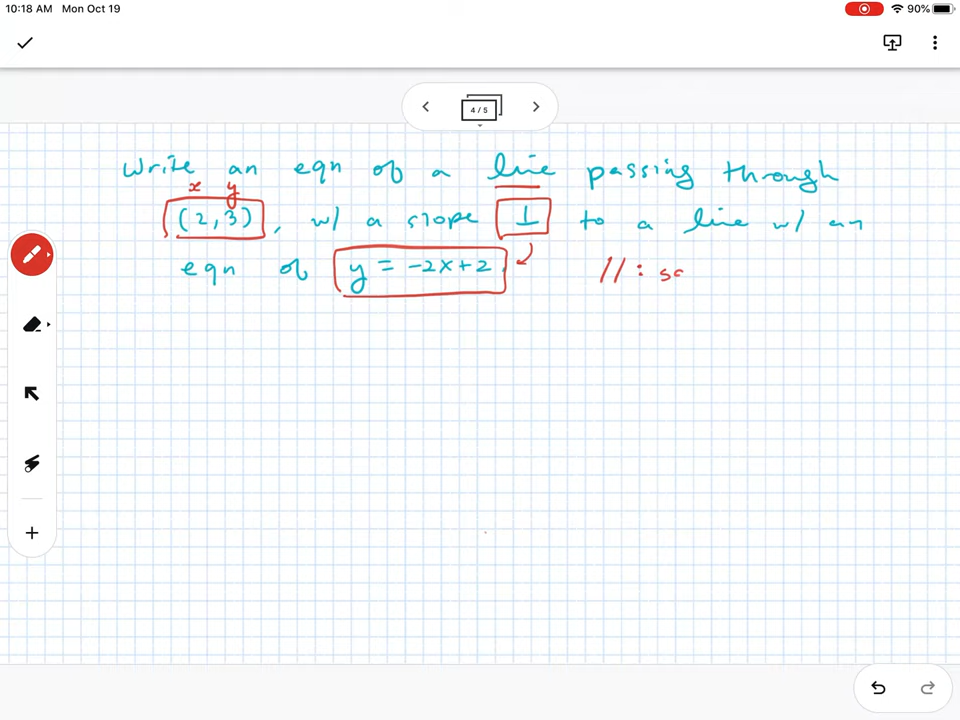 10:18 AM Mon Oct 19
90%
4 / 5
Write an eqn of a line passing through
x y
(2,3), w/ a slope ⊥ to a line w/ an
eqn of y = -2x+2. // : sa